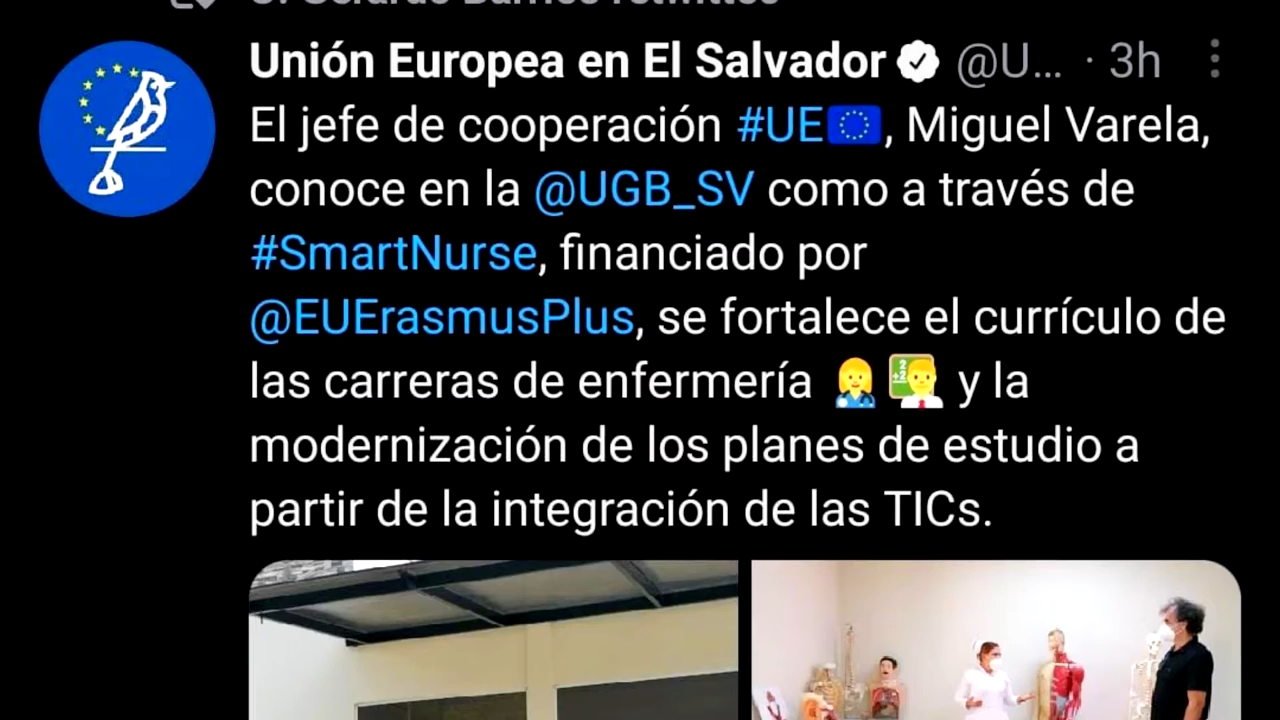 Unión Europea en El Salvador @U... · 3h
El jefe de cooperación #UE🇪🇺, Miguel Varela,
conoce en la @UGB_SV como a través de
#SmartNurse, financiado por
@EUErasmusPlus, se fortalece el currículo de
las carreras de enfermería 👩‍⚕️ 👨‍🏫 y la
modernización de los planes de estudio a
partir de la integración de las TICs.